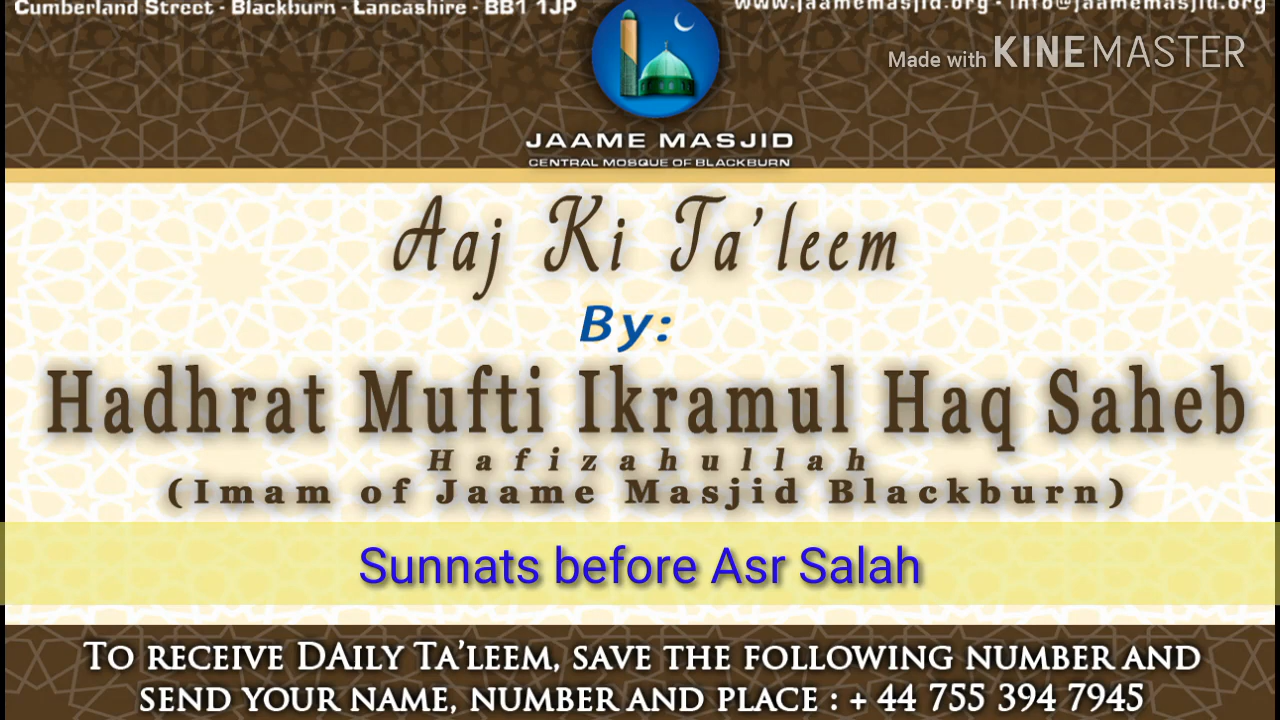 Cumberland Street - Blackburn - Lancashire - BB1 1JP
www.jaamemasjid.org - info@jaamemasjid.org
Made with KINEMASTER
JAAME MASJID
CENTRAL MOSQUE OF BLACKBURN
Aaj Ki Ta'leem
By:
Hadhrat Mufti Ikramul Haq Saheb
Hafizahullah
(Imam of Jaame Masjid Blackburn)
Sunnats before Asr Salah
TO RECEIVE DAILY TA'LEEM, SAVE THE FOLLOWING NUMBER AND
SEND YOUR NAME, NUMBER AND PLACE : + 44 755 394 7945